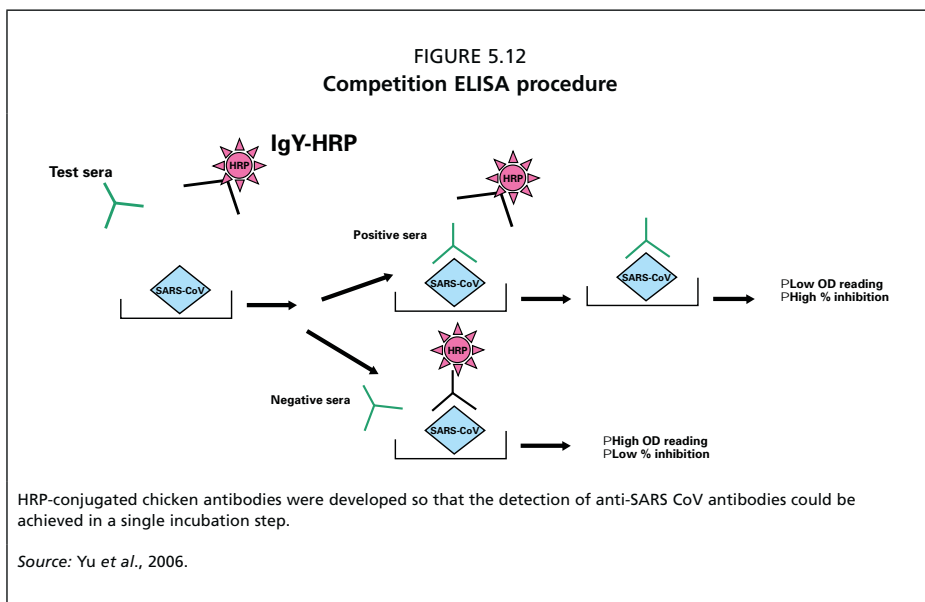 FIGURE 5.12
Competition ELISA procedure
IgY-HRP
HRP
Test sera
HRP
Positive sera
SARS-CoV
SARS-CoV
SARS-CoV
PLow OD reading
PHigh % inhibition
HRP
Negative sera
SARS-CoV
PHigh OD reading
PLow % inhibition
HRP-conjugated chicken antibodies were developed so that the detection of anti-SARS CoV antibodies could be
achieved in a single incubation step.
Source: Yu et al., 2006.